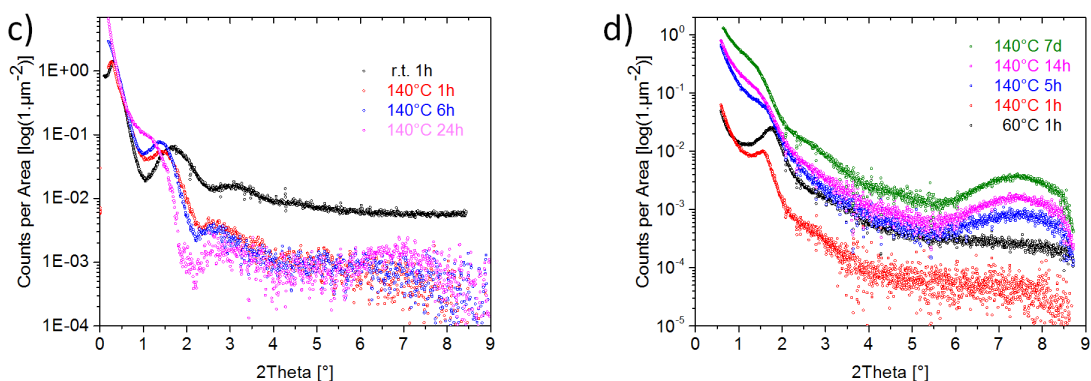 c)
Counts per Area [log(1.µm-2)]
1E+00
1E-01
1E-02
1E-03
1E-04
r.t. 1h
140°C 1h
140°C 6h
140°C 24h
0 1 2 3 4 5 6 7 8 9
2Theta [°]
d)
Counts per Area [log(1.µm⁻²)]
10⁰
10⁻¹
10⁻²
10⁻³
10⁻⁴
10⁻⁵
140°C 7d
140°C 14h
140°C 5h
140°C 1h
60°C 1h
0 1 2 3 4 5 6 7 8 9
2Theta [°]